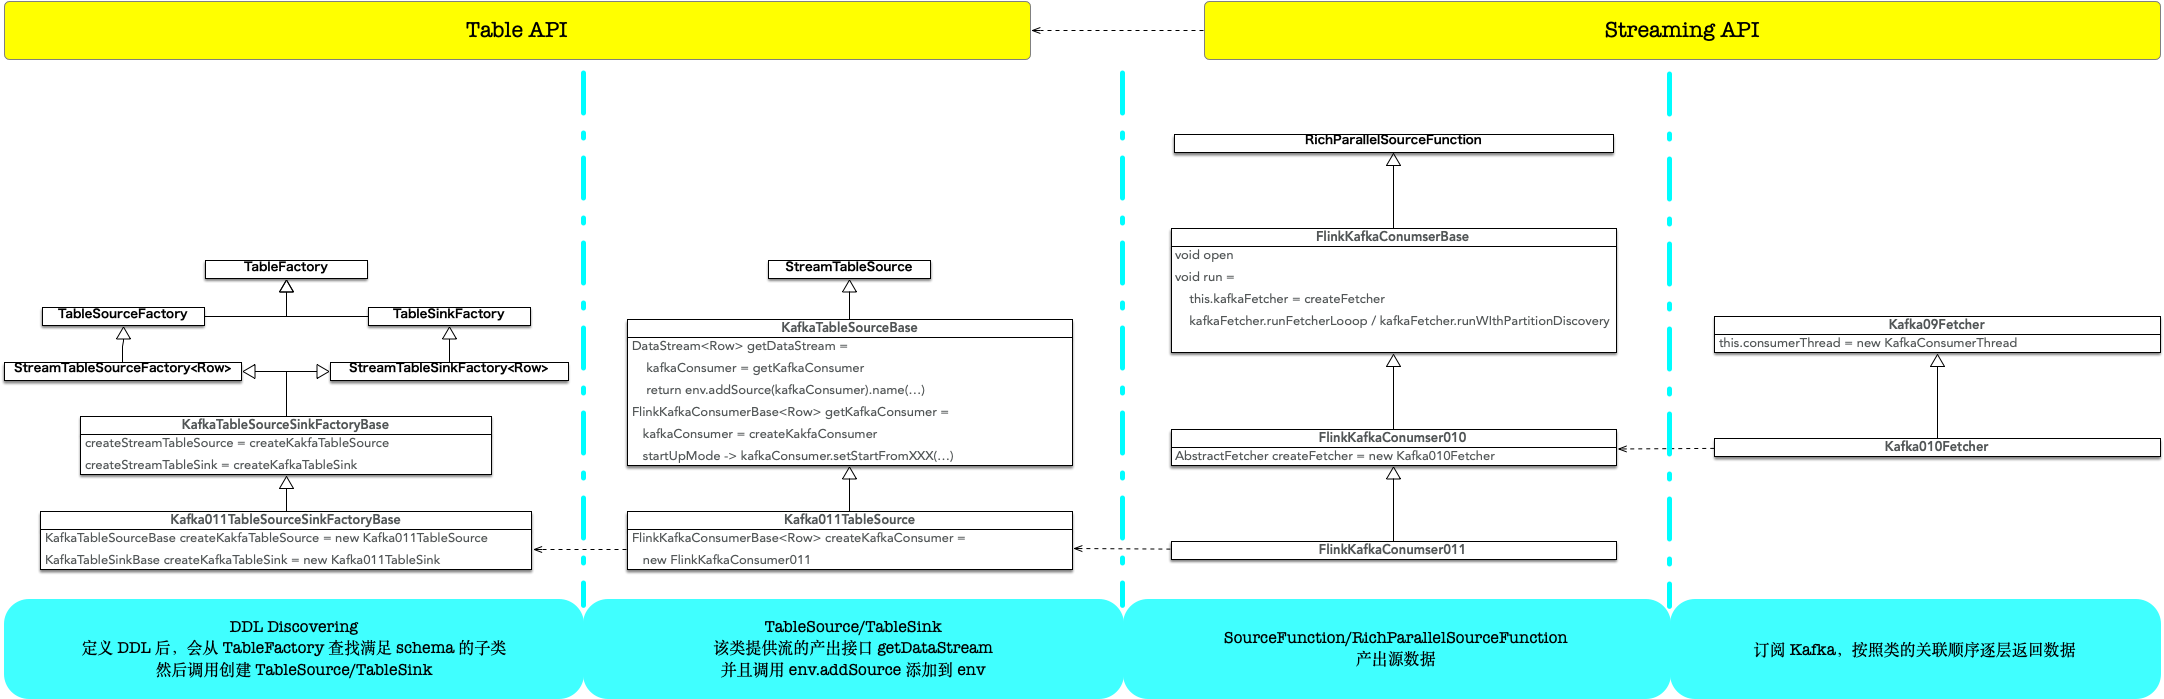 Table API
Streaming API
TableFactory
TableSourceFactory
TableSinkFactory
StreamTableSourceFactory<Row>
StreamTableSinkFactory<Row>
KafkaTableSourceSinkFactoryBase
createStreamTableSource = createKakfaTableSource
createStreamTableSink = createKafkaTableSink
Kafka011TableSourceSinkFactoryBase
KafkaTableSourceBase createKakfaTableSource = new Kafka011TableSource
KafkaTableSinkBase createKafkaTableSink = new Kafka011TableSink
StreamTableSource
KafkaTableSourceBase
DataStream<Row> getDataStream =
kafkaConsumer = getKafkaConsumer
return env.addSource(kafkaConsumer).name(…)
FlinkKafkaConsumerBase<Row> getKafkaConsumer =
kafkaConsumer = createKakfaConsumer
startUpMode -> kafkaConsumer.setStartFromXXX(…)
Kafka011TableSource
FlinkKafkaConsumerBase<Row> createKafkaConsumer =
new FlinkKafkaConsumer011
RichParallelSourceFunction
FlinkKafkaConumserBase
void open
void run =
this.kafkaFetcher = createFetcher
kafkaFetcher.runFetcherLooop / kafkaFetcher.runWIthPartitionDiscovery
FlinkKafkaConumser010
AbstractFetcher createFetcher = new Kafka010Fetcher
FlinkKafkaConumser011
Kafka09Fetcher
this.consumerThread = new KafkaConsumerThread
Kafka010Fetcher
DDL Discovering
定义 DDL 后，会从 TableFactory 查找满足 schema 的子类
然后调用创建 TableSource/TableSink
TableSource/TableSink
该类提供流的产出接口 getDataStream
并且调用 env.addSource 添加到 env
SourceFunction/RichParallelSourceFunction
产出源数据
订阅 Kafka，按照类的关联顺序逐层返回数据